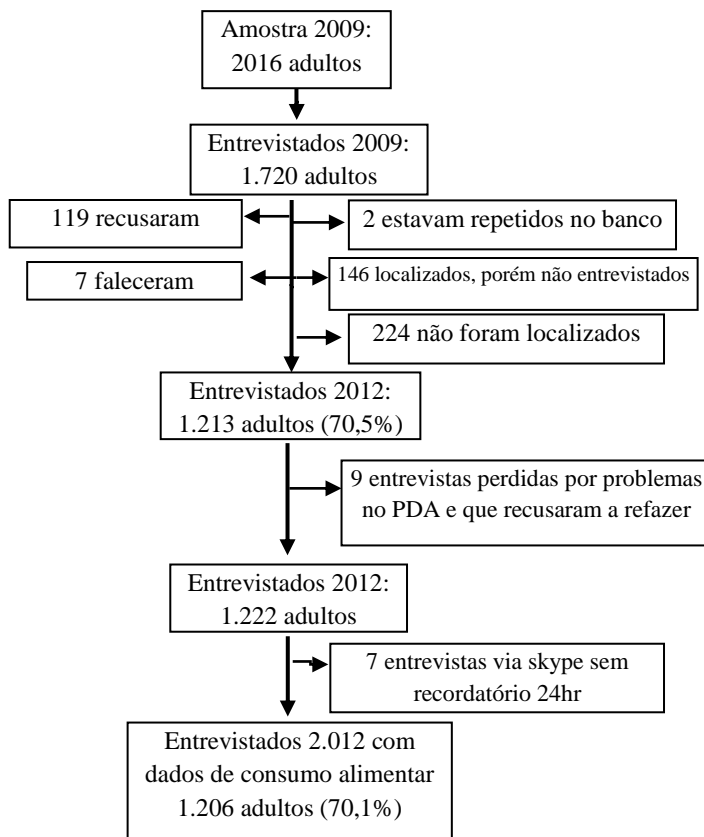 Amostra 2009:
2016 adultos
Entrevistados 2009:
1.720 adultos
119 recusaram
2 estavam repetidos no banco
7 faleceram
146 localizados, porém não entrevistados
224 não foram localizados
Entrevistados 2012:
1.213 adultos (70,5%)
9 entrevistas perdidas por problemas
no PDA e que recusaram a refazer
Entrevistados 2012:
1.222 adultos
7 entrevistas via skype sem
recordatório 24hr
Entrevistados 2.012 com
dados de consumo alimentar
1.206 adultos (70,1%)